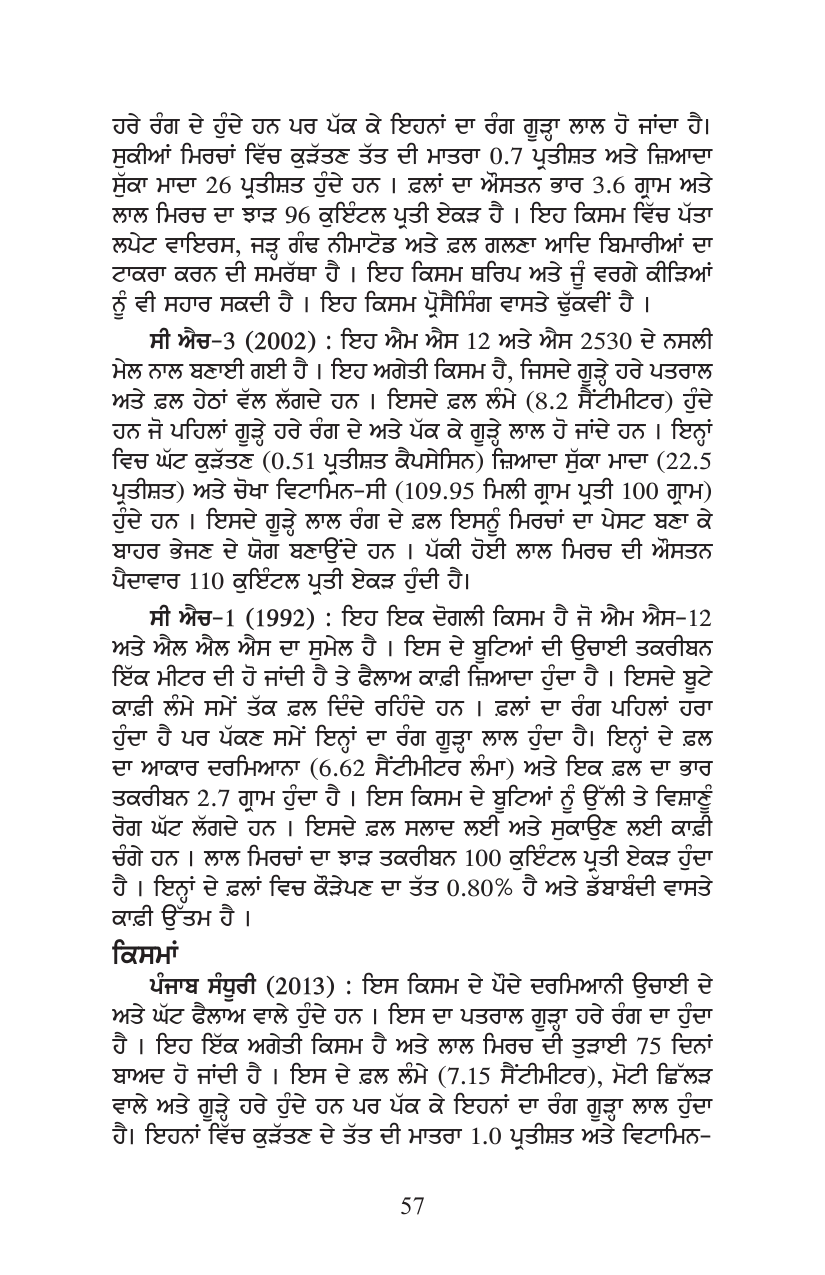 ਹਰੇ ਰੰਗ ਦੇ ਹੁੰਦੇ ਹਨ ਪਰ ਪੱਕ ਕੇ ਇਹਨਾਂ ਦਾ ਰੰਗ ਗੂੜ੍ਹਾ ਲਾਲ ਹੋ ਜਾਂਦਾ ਹੈ।
ਸੁਕੀਆਂ ਮਿਰਚਾਂ ਵਿੱਚ ਕੁੜੱਤਣ ਤੱਤ ਦੀ ਮਾਤਰਾ 0.7 ਪ੍ਰਤੀਸ਼ਤ ਅਤੇ ਜ਼ਿਆਦਾ
ਸੁੱਕਾ ਮਾਦਾ 26 ਪ੍ਰਤੀਸ਼ਤ ਹੁੰਦੇ ਹਨ । ਫ਼ਲਾਂ ਦਾ ਔਸਤਨ ਭਾਰ 3.6 ਗ੍ਰਾਮ ਅਤੇ
ਲਾਲ ਮਿਰਚ ਦਾ ਝਾੜ 96 ਕੁਇੰਟਲ ਪ੍ਰਤੀ ਏਕੜ ਹੈ । ਇਹ ਕਿਸਮ ਵਿੱਚ ਪੱਤਾ
ਲਪੇਟ ਵਾਇਰਸ, ਜੜ੍ਹ ਗੰਢ ਨੀਮਾਟੋਡ ਅਤੇ ਫ਼ਲ ਗਲਣਾ ਆਦਿ ਬਿਮਾਰੀਆਂ ਦਾ
ਟਾਕਰਾ ਕਰਨ ਦੀ ਸਮਰੱਥਾ ਹੈ । ਇਹ ਕਿਸਮ ਥਰਿਪ ਅਤੇ ਜੂੰ ਵਰਗੇ ਕੀੜਿਆਂ
ਨੂੰ ਵੀ ਸਹਾਰ ਸਕਦੀ ਹੈ । ਇਹ ਕਿਸਮ ਪ੍ਰੋਸੈਸਿੰਗ ਵਾਸਤੇ ਢੁੱਕਵੀਂ ਹੈ ।
ਸੀ ਐਚ-3 (2002) : ਇਹ ਐਮ ਐਸ 12 ਅਤੇ ਐਸ 2530 ਦੇ ਨਸਲੀ
ਮੇਲ ਨਾਲ ਬਣਾਈ ਗਈ ਹੈ । ਇਹ ਅਗੇਤੀ ਕਿਸਮ ਹੈ, ਜਿਸਦੇ ਗੂੜ੍ਹੇ ਹਰੇ ਪਤਰਾਲ
ਅਤੇ ਫ਼ਲ ਹੇਠਾਂ ਵੱਲ ਲੱਗਦੇ ਹਨ । ਇਸਦੇ ਫ਼ਲ ਲੰਮੇ (8.2 ਸੈਂਟੀਮੀਟਰ) ਹੁੰਦੇ
ਹਨ ਜੋ ਪਹਿਲਾਂ ਗੂੜ੍ਹੇ ਹਰੇ ਰੰਗ ਦੇ ਅਤੇ ਪੱਕ ਕੇ ਗੂੜ੍ਹੇ ਲਾਲ ਹੋ ਜਾਂਦੇ ਹਨ । ਇਨ੍ਹਾਂ
ਵਿਚ ਘੱਟ ਕੁੜੱਤਣ (0.51 ਪ੍ਰਤੀਸ਼ਤ ਕੈਪਸੇਸਿਨ) ਜ਼ਿਆਦਾ ਸੁੱਕਾ ਮਾਦਾ (22.5
ਪ੍ਰਤੀਸ਼ਤ) ਅਤੇ ਚੋਖਾ ਵਿਟਾਮਿਨ-ਸੀ (109.95 ਮਿਲੀ ਗ੍ਰਾਮ ਪ੍ਰਤੀ 100 ਗ੍ਰਾਮ)
ਹੁੰਦੇ ਹਨ । ਇਸਦੇ ਗੂੜ੍ਹੇ ਲਾਲ ਰੰਗ ਦੇ ਫ਼ਲ ਇਸਨੂੰ ਮਿਰਚਾਂ ਦਾ ਪੇਸਟ ਬਣਾ ਕੇ
ਬਾਹਰ ਭੇਜਣ ਦੇ ਯੋਗ ਬਣਾਉਂਦੇ ਹਨ । ਪੱਕੀ ਹੋਈ ਲਾਲ ਮਿਰਚ ਦੀ ਔਸਤਨ
ਪੈਦਾਵਾਰ 110 ਕੁਇੰਟਲ ਪ੍ਰਤੀ ਏਕੜ ਹੁੰਦੀ ਹੈ।
ਸੀ ਐਚ-1 (1992) : ਇਹ ਇਕ ਦੋਗਲੀ ਕਿਸਮ ਹੈ ਜੋ ਐਮ ਐਸ-12
ਅਤੇ ਐਲ ਐਲ ਐਸ ਦਾ ਸੁਮੇਲ ਹੈ । ਇਸ ਦੇ ਬੂਟਿਆਂ ਦੀ ਉਚਾਈ ਤਕਰੀਬਨ
ਇੱਕ ਮੀਟਰ ਦੀ ਹੋ ਜਾਂਦੀ ਹੈ ਤੇ ਫੈਲਾਅ ਕਾਫ਼ੀ ਜ਼ਿਆਦਾ ਹੁੰਦਾ ਹੈ । ਇਸਦੇ ਬੂਟੇ
ਕਾਫ਼ੀ ਲੰਮੇ ਸਮੇਂ ਤੱਕ ਫ਼ਲ ਦਿੰਦੇ ਰਹਿੰਦੇ ਹਨ । ਫ਼ਲਾਂ ਦਾ ਰੰਗ ਪਹਿਲਾਂ ਹਰਾ
ਹੁੰਦਾ ਹੈ ਪਰ ਪੱਕਣ ਸਮੇਂ ਇਨ੍ਹਾਂ ਦਾ ਰੰਗ ਗੂੜ੍ਹਾ ਲਾਲ ਹੁੰਦਾ ਹੈ। ਇਨ੍ਹਾਂ ਦੇ ਫ਼ਲ
ਦਾ ਆਕਾਰ ਦਰਮਿਆਨਾ (6.62 ਸੈਂਟੀਮੀਟਰ ਲੰਮਾ) ਅਤੇ ਇਕ ਫ਼ਲ ਦਾ ਭਾਰ
ਤਕਰੀਬਨ 2.7 ਗ੍ਰਾਮ ਹੁੰਦਾ ਹੈ । ਇਸ ਕਿਸਮ ਦੇ ਬੂਟਿਆਂ ਨੂੰ ਉੱਲੀ ਤੇ ਵਿਸ਼ਾਣੂੰ
ਰੋਗ ਘੱਟ ਲੱਗਦੇ ਹਨ । ਇਸਦੇ ਫ਼ਲ ਸਲਾਦ ਲਈ ਅਤੇ ਸੁਕਾਉਣ ਲਈ ਕਾਫ਼ੀ
ਚੰਗੇ ਹਨ । ਲਾਲ ਮਿਰਚਾਂ ਦਾ ਝਾੜ ਤਕਰੀਬਨ 100 ਕੁਇੰਟਲ ਪ੍ਰਤੀ ਏਕੜ ਹੁੰਦਾ
ਹੈ । ਇਨ੍ਹਾਂ ਦੇ ਫ਼ਲਾਂ ਵਿਚ ਕੌੜੇਪਣ ਦਾ ਤੱਤ 0.80% ਹੈ ਅਤੇ ਡੱਬਾਬੰਦੀ ਵਾਸਤੇ
ਕਾਫ਼ੀ ਉੱਤਮ ਹੈ ।
ਕਿਸਮਾਂ
ਪੰਜਾਬ ਸੰਧੂਰੀ (2013) : ਇਸ ਕਿਸਮ ਦੇ ਪੌਦੇ ਦਰਮਿਆਨੀ ਉਚਾਈ ਦੇ
ਅਤੇ ਘੱਟ ਫੈਲਾਅ ਵਾਲੇ ਹੁੰਦੇ ਹਨ । ਇਸ ਦਾ ਪਤਰਾਲ ਗੂੜ੍ਹਾ ਹਰੇ ਰੰਗ ਦਾ ਹੁੰਦਾ
ਹੈ । ਇਹ ਇੱਕ ਅਗੇਤੀ ਕਿਸਮ ਹੈ ਅਤੇ ਲਾਲ ਮਿਰਚ ਦੀ ਤੁੜਾਈ 75 ਦਿਨਾਂ
ਬਾਅਦ ਹੋ ਜਾਂਦੀ ਹੈ । ਇਸ ਦੇ ਫ਼ਲ ਲੰਮੇ (7.15 ਸੈਂਟੀਮੀਟਰ), ਮੋਟੀ ਛਿੱਲੜ
ਵਾਲੇ ਅਤੇ ਗੂੜ੍ਹੇ ਹਰੇ ਹੁੰਦੇ ਹਨ ਪਰ ਪੱਕ ਕੇ ਇਹਨਾਂ ਦਾ ਰੰਗ ਗੂੜ੍ਹਾ ਲਾਲ ਹੁੰਦਾ
ਹੈ। ਇਹਨਾਂ ਵਿੱਚ ਕੁੜੱਤਣ ਦੇ ਤੱਤ ਦੀ ਮਾਤਰਾ 1.0 ਪ੍ਰਤੀਸ਼ਤ ਅਤੇ ਵਿਟਾਮਿਨ-
57